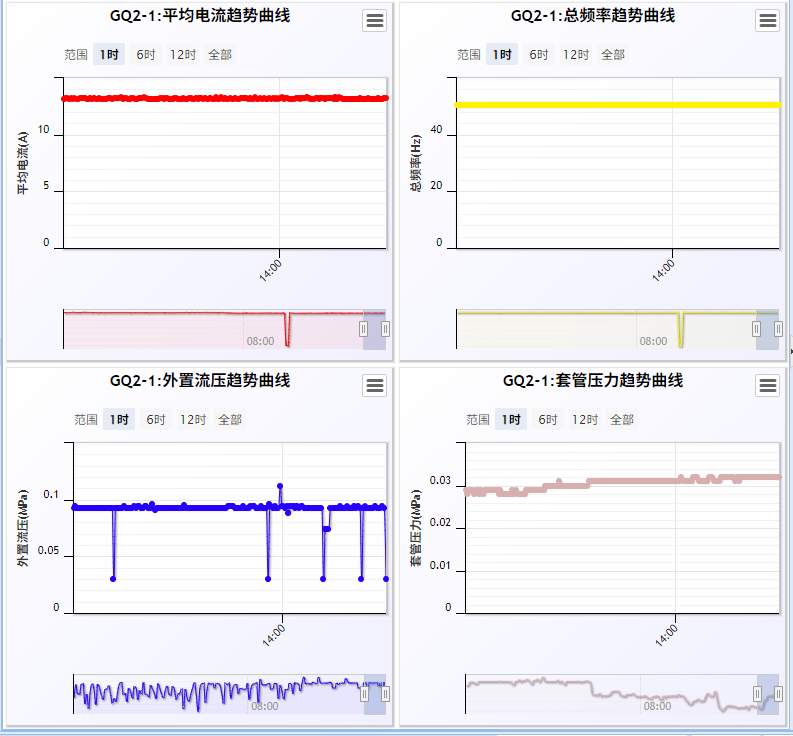 GQ2-1:平均电流趋势曲线
范围 1时 6时 12时 全部
平均电流(A)
10
5
0
14:00
08:00
GQ2-1:总频率趋势曲线
范围 1时 6时 12时 全部
总频率(Hz)
40
20
0
14:00
08:00
GQ2-1:外置流压趋势曲线
范围 1时 6时 12时 全部
外置流压(MPa)
0.1
0.05
0
14:00
08:00
GQ2-1:套管压力趋势曲线
范围 1时 6时 12时 全部
套管压力(MPa)
0.03
0.02
0.01
0
14:00
08:00